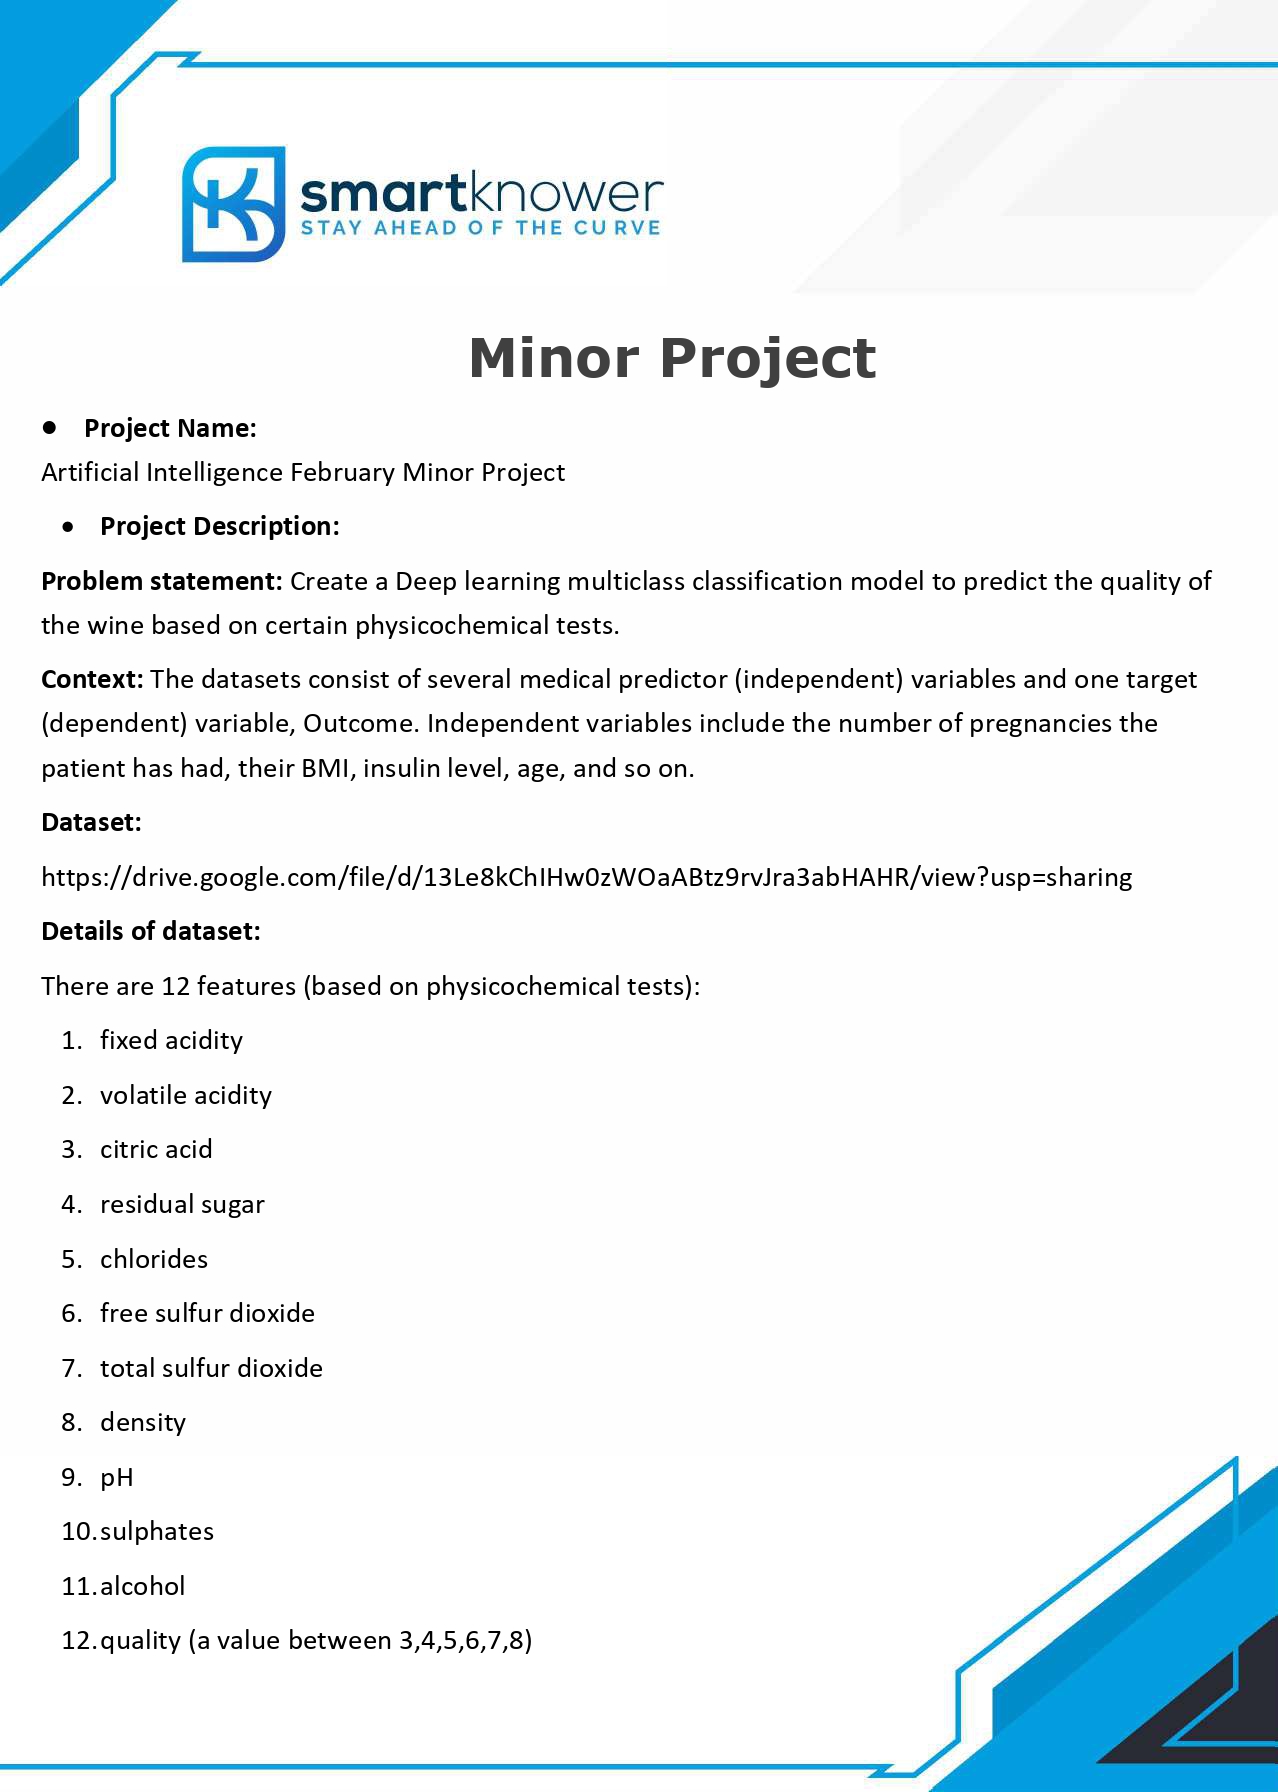 smartknower
STAY AHEAD OF THE CURVE
Minor Project
• Project Name:
Artificial Intelligence February Minor Project
• Project Description:
Problem statement: Create a Deep learning multiclass classification model to predict the quality of
the wine based on certain physicochemical tests.
Context: The datasets consist of several medical predictor (independent) variables and one target
(dependent) variable, Outcome. Independent variables include the number of pregnancies the
patient has had, their BMI, insulin level, age, and so on.
Dataset:
https://drive.google.com/file/d/13Le8kChIHw0zWOaABtz9rvJra3abHAHR/view?usp=sharing
Details of dataset:
There are 12 features (based on physicochemical tests):
1. fixed acidity
2. volatile acidity
3. citric acid
4. residual sugar
5. chlorides
6. free sulfur dioxide
7. total sulfur dioxide
8. density
9. pH
10. sulphates
11. alcohol
12. quality (a value between 3,4,5,6,7,8)